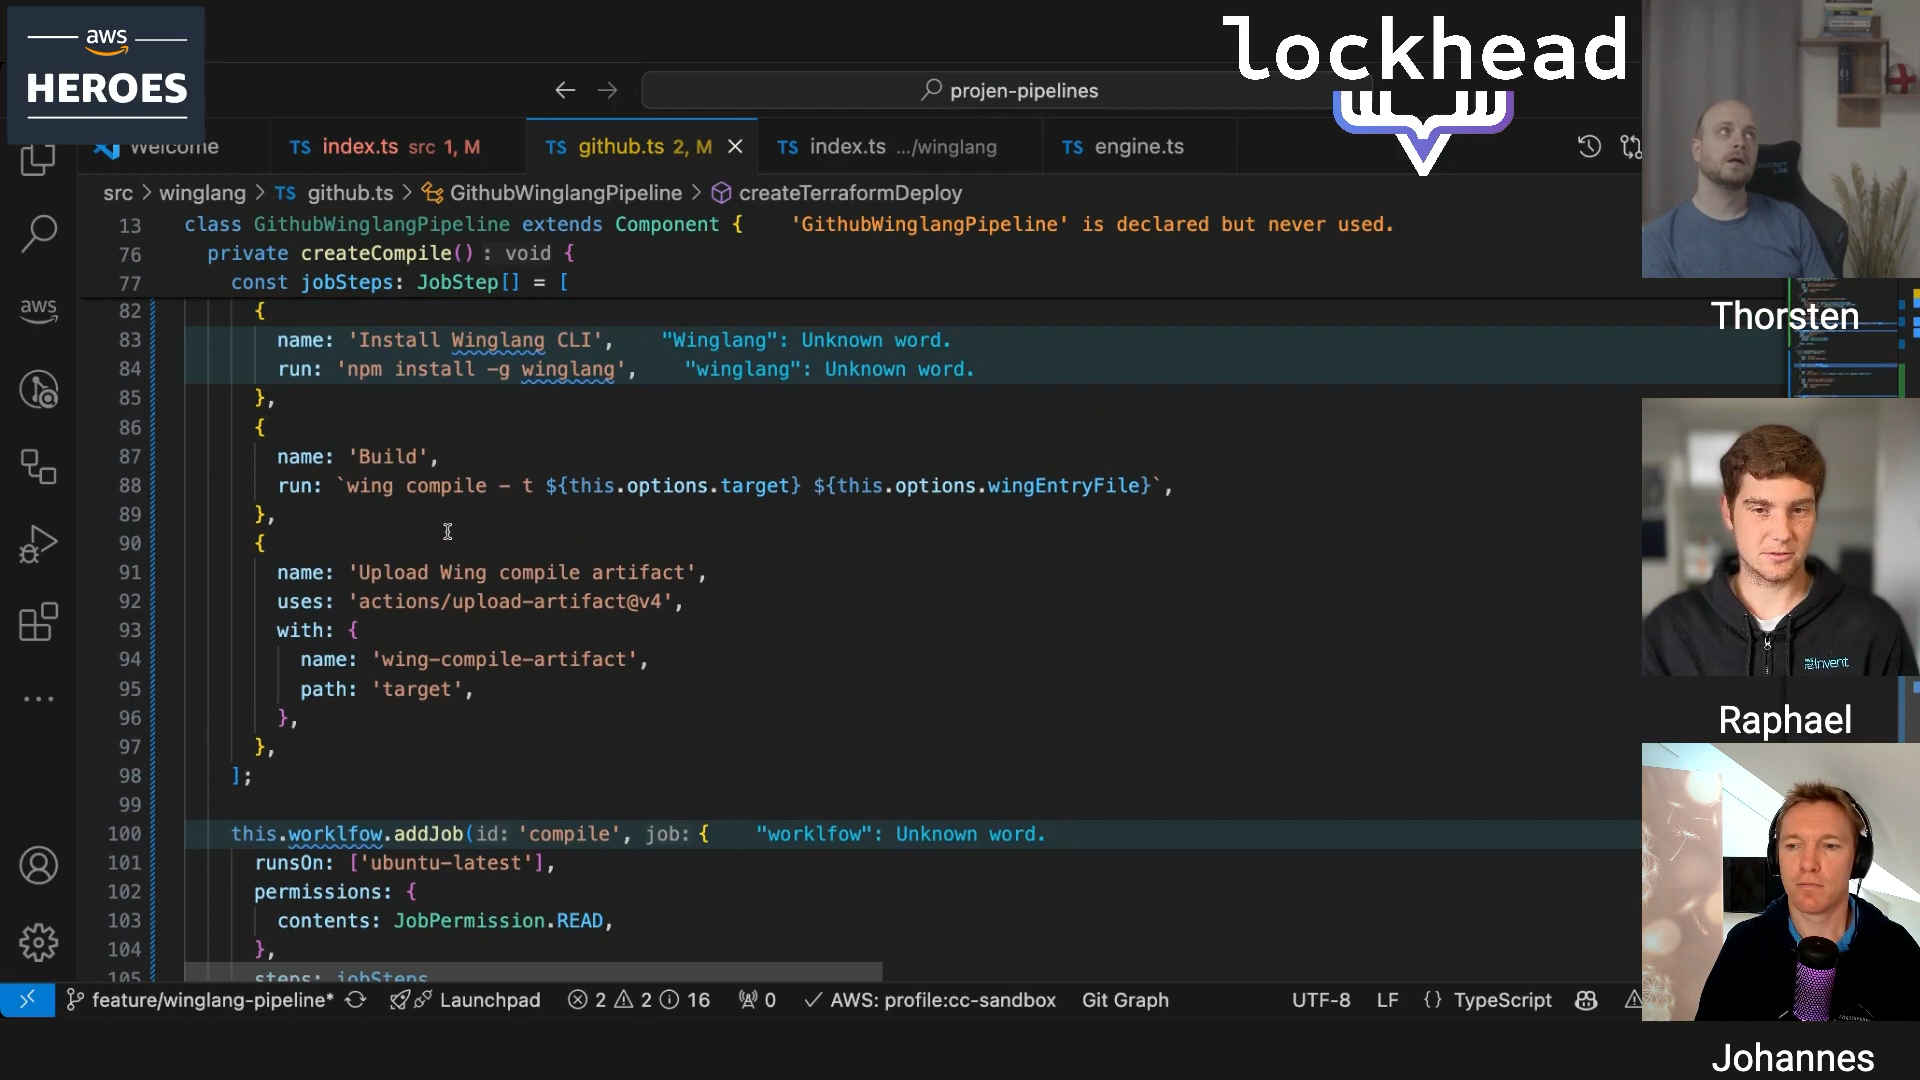 aws
HEROES
lockhead
projen-pipelines
Welcome
TS index.ts src 1, M
TS github.ts 2, M
TS index.ts .../winglang
TS engine.ts
src > winglang > TS github.ts > GithubWinglangPipeline > createTerraformDeploy
13 class GithubWinglangPipeline extends Component { 'GithubWinglangPipeline' is declared but never used.
76 private createCompile(): void {
77 const jobSteps: JobStep[] = [
82 {
83 name: 'Install Winglang CLI', "Winglang": Unknown word.
84 run: 'npm install -g winglang', "winglang": Unknown word.
85 },
86 {
87 name: 'Build',
88 run: `wing compile - t ${this.options.target} ${this.options.wingEntryFile}`,
89 },
90 {
91 name: 'Upload Wing compile artifact',
92 uses: 'actions/upload-artifact@v4',
93 with: {
94 name: 'wing-compile-artifact',
95 path: 'target',
96 },
97 },
98 ];
99
100 this.worklfow.addJob(id: 'compile', job: { "worklfow": Unknown word.
101 runsOn: ['ubuntu-latest'],
102 permissions: {
103 contents: JobPermission.READ,
104 },
105 steps: jobSteps
aws
feature/winglang-pipeline* Launchpad 2 2 16 0 AWS: profile:cc-sandbox Git Graph UTF-8 LF {} TypeScript
Thorsten
re:Invent
Raphael
Johannes